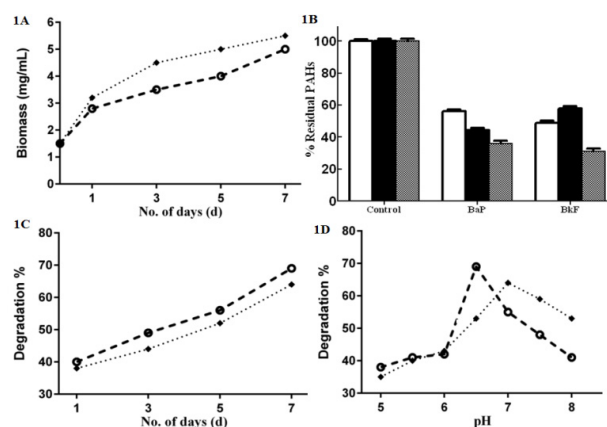 1A
Biomass (mg/mL)
6
5
4
3
2
1
0
1 3 5 7
No. of days (d)
1B
% Residual PAHs
100
80
60
40
20
0
Control BaP BkF
1C
Degradation %
80
70
60
50
40
30
1 3 5 7
No. of days (d)
1D
Degradation %
80
70
60
50
40
30
5 6 7 8
pH